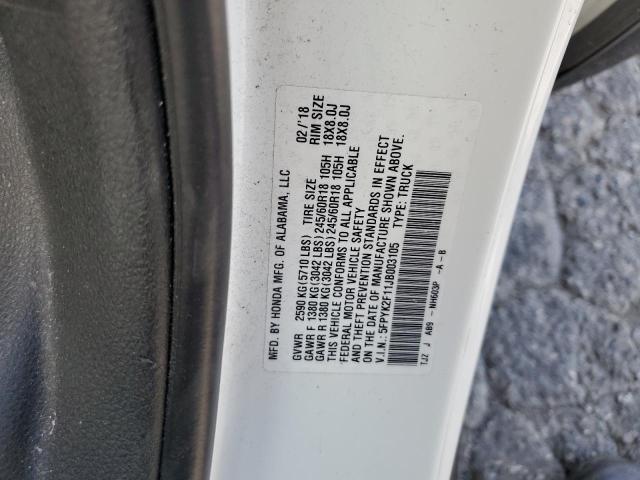 MFD. BY HONDA MFG. OF ALABAMA, LLC 02/'18
GVWR 2590 KG(5710 LBS) TIRE SIZE RIM SIZE
GAWR F 1380 KG(3042 LBS) 245/60R18 105H 18X8.0J
GAWR R 1380 KG(3042 LBS) 245/60R18 105H 18X8.0J
THIS VEHICLE CONFORMS TO ALL APPLICABLE
FEDERAL MOTOR VEHICLE SAFETY
AND THEFT PREVENTION STANDARDS IN EFFECT
ON THE DATE OF MANUFACTURE SHOWN ABOVE.
V.I.N.: 5FPYK2F11JB003105 TYPE: TRUCK
TJZ J AB9 - NH603P -A-B